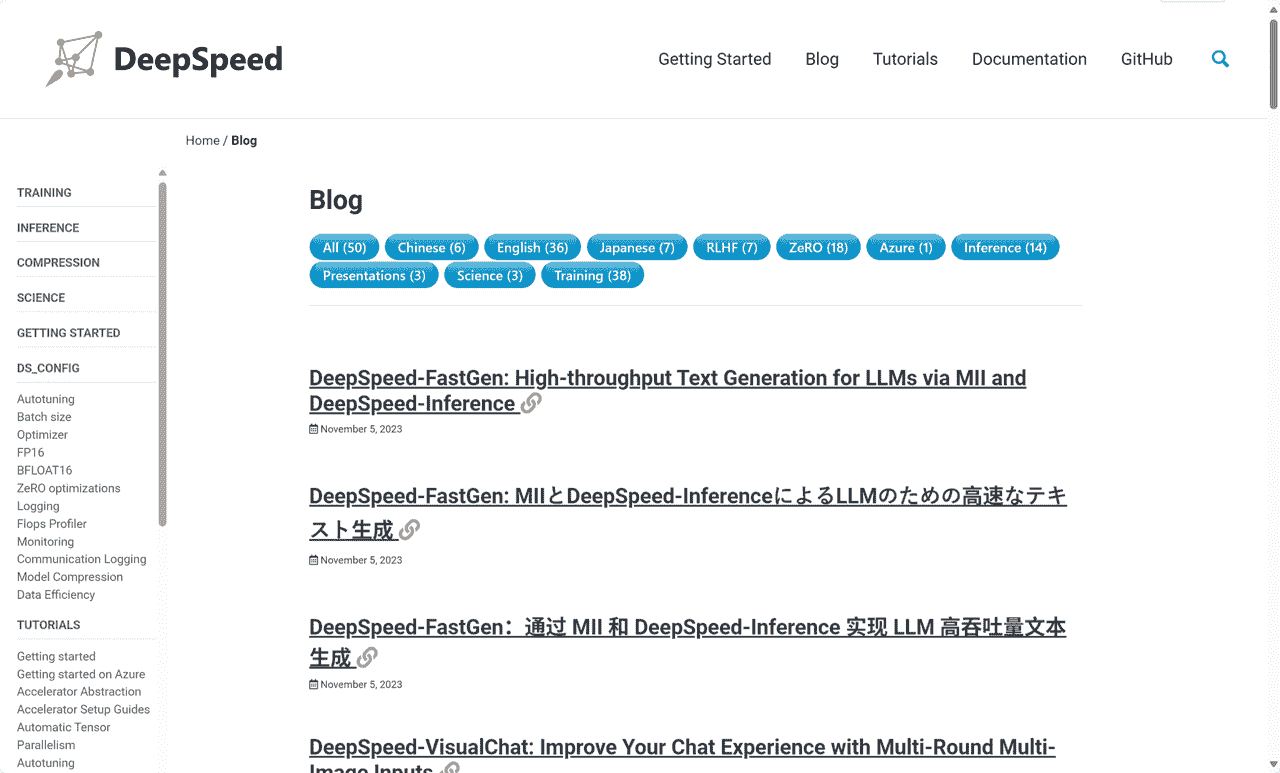 DeepSpeed
Getting Started
Blog
Tutorials
Documentation
GitHub
Home / Blog
TRAINING
INFERENCE
COMPRESSION
SCIENCE
GETTING STARTED
DS_CONFIG
Autotuning
Batch size
Optimizer
FP16
BFLOAT16
ZeRO optimizations
Logging
Flops Profiler
Monitoring
Communication Logging
Model Compression
Data Efficiency
TUTORIALS
Getting started
Getting started on Azure
Accelerator Abstraction
Accelerator Setup Guides
Automatic Tensor
Parallelism
Autotuning
Blog
All (50) Chinese (6) English (36) Japanese (7) RLHF (7) ZeRO (18) Azure (1) Inference (14)
Presentations (3) Science (3) Training (38)
DeepSpeed-FastGen: High-throughput Text Generation for LLMs via MII and
DeepSpeed-Inference
November 5, 2023
DeepSpeed-FastGen: MIIとDeepSpeed-InferenceによるLLMのための高速なテキ
スト生成
November 5, 2023
DeepSpeed-FastGen：通过 MII 和 DeepSpeed-Inference 实现 LLM 高吞吐量文本
生成
November 5, 2023
DeepSpeed-VisualChat: Improve Your Chat Experience with Multi-Round Multi-
Image Inputs